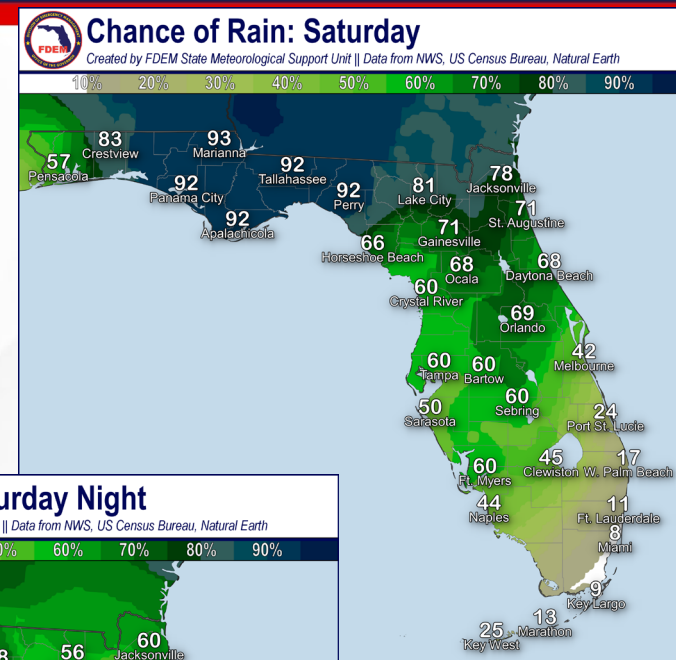 FDEM
Chance of Rain: Saturday
Created by FDEM State Meteorological Support Unit || Data from NWS, US Census Bureau, Natural Earth
10% 20% 30% 40% 50% 60% 70% 80% 90%
83
Crestview
93
Marianna
57
Pensacola
92
Tallahassee
92
Panama City
92
Perry
81
Lake City
78
Jacksonville
92
Apalachicola
71
St. Augustine
71
Gainesville
66
Horseshoe Beach
68
Ocala
68
Daytona Beach
60
Crystal River
69
Orlando
42
Melbourne
60
Tampa
60
Bartow
50
Sarasota
60
Sebring
24
Port St. Lucie
60
Ft. Myers
45
Clewiston
17
W. Palm Beach
44
Naples
11
Ft. Lauderdale
8
Miami
9
Key Largo
13
Marathon
25
Key West
urday Night
|| Data from NWS, US Census Bureau, Natural Earth
0% 60% 70% 80% 90%
8
56
60
Jacksonville